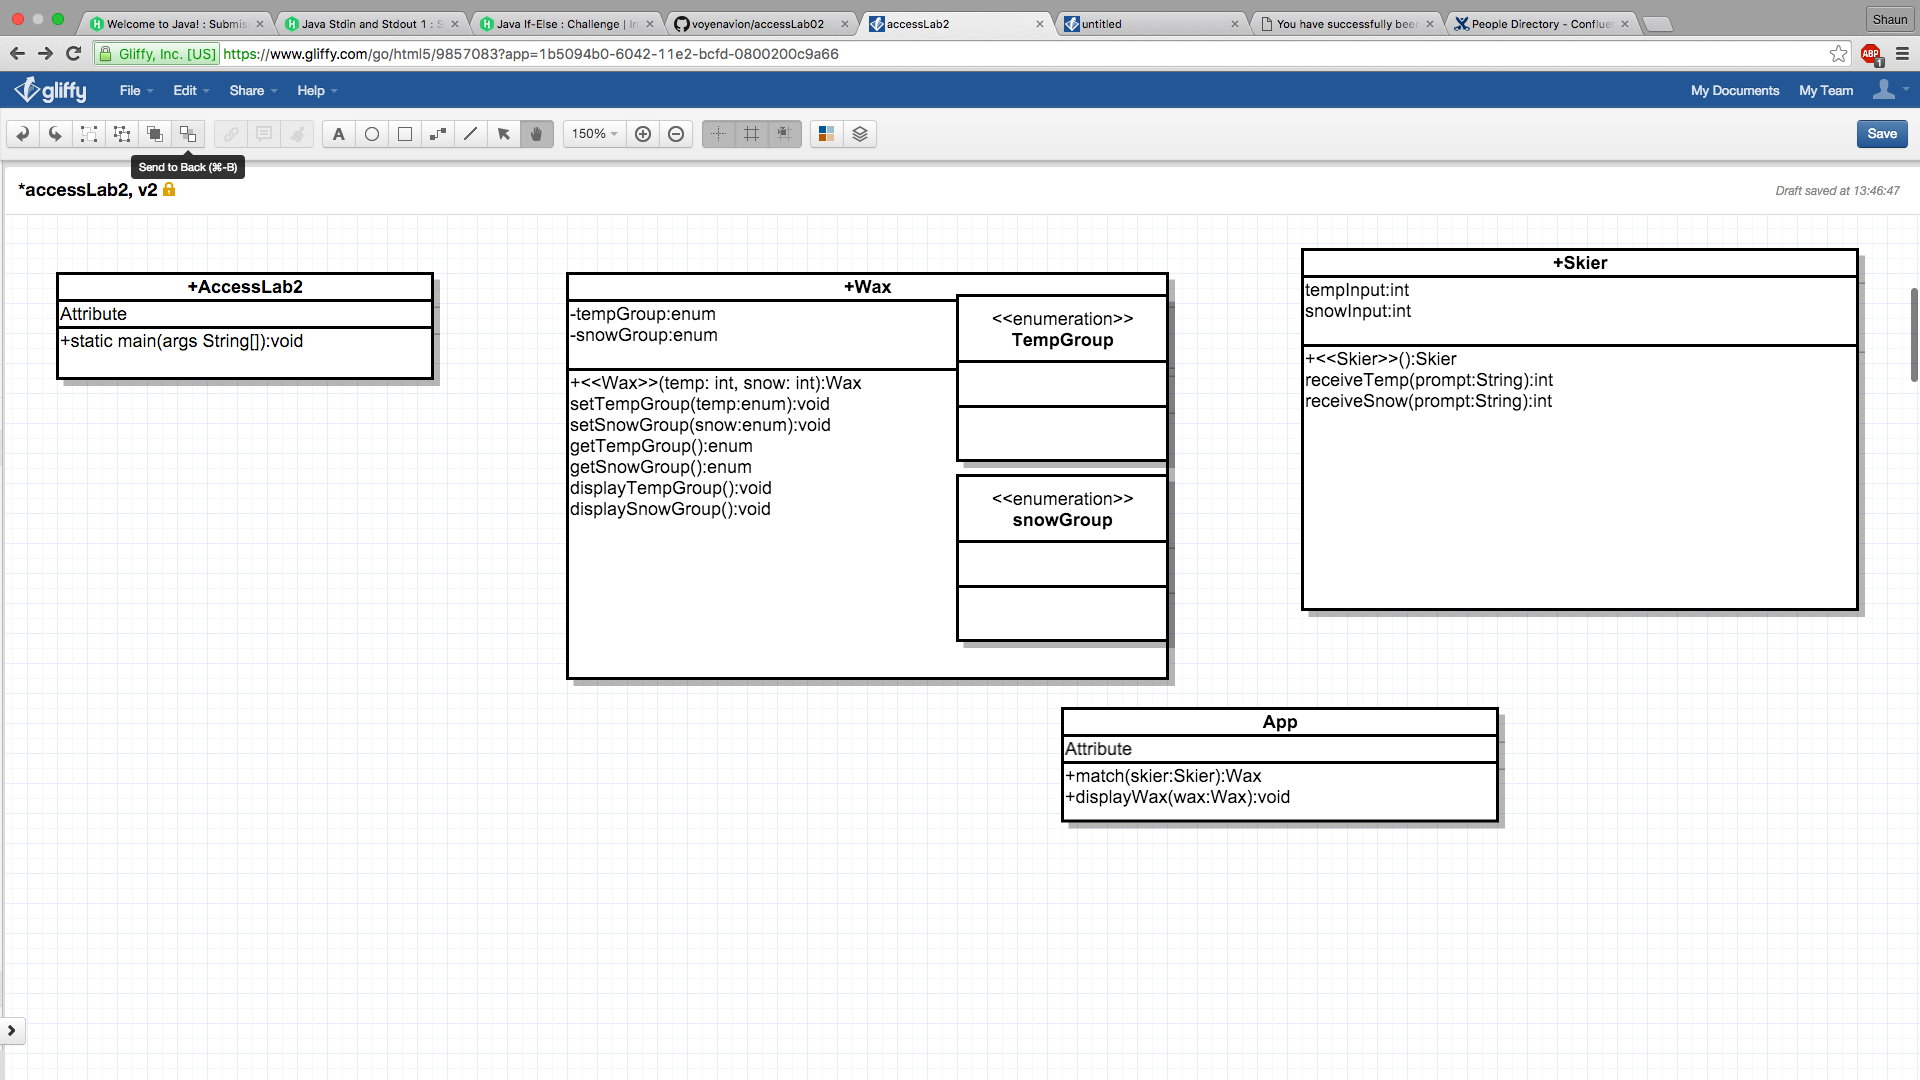 Welcome to Java! : Submis
Java Stdin and Stdout 1 : S
Java If-Else : Challenge | In
voyenavion/accessLab02
accessLab2
untitled
You have successfully been
People Directory - Confluen
Shaun
Gliffy, Inc. [US] https://www.gliffy.com/go/html5/9857083?app=1b5094b0-6042-11e2-bcfd-0800200c9a66
ABP
1
gliffy
File
Edit
Share
Help
My Documents
My Team
A
150%
Save
Send to Back (⌘-B)
*accessLab2, v2
Draft saved at 13:46:47
+AccessLab2
Attribute
+static main(args String[]):void
+Wax
-tempGroup:enum
-snowGroup:enum
+<<Wax>>(temp: int, snow: int):Wax
setTempGroup(temp:enum):void
setSnowGroup(snow:enum):void
getTempGroup():enum
getSnowGroup():enum
displayTempGroup():void
displaySnowGroup():void
<<enumeration>>
TempGroup
<<enumeration>>
snowGroup
+Skier
tempInput:int
snowInput:int
+<<Skier>>():Skier
receiveTemp(prompt:String):int
receiveSnow(prompt:String):int
App
Attribute
+match(skier:Skier):Wax
+displayWax(wax:Wax):void